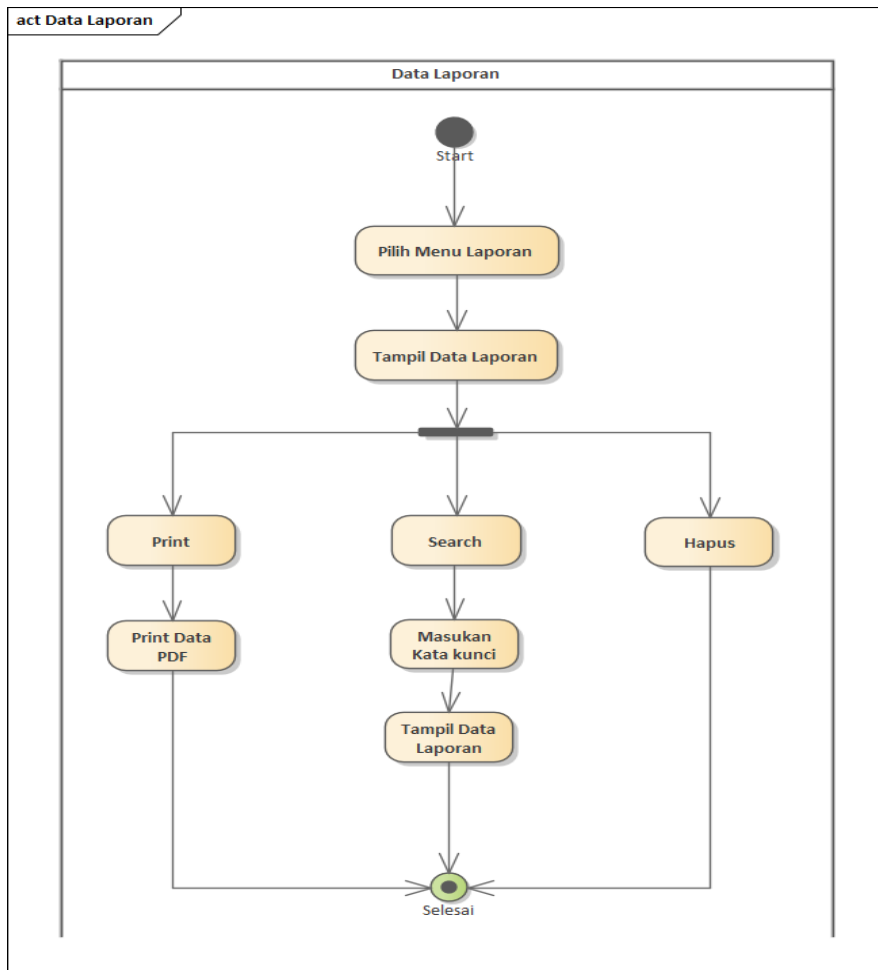 act Data Laporan
Data Laporan
Start
Pilih Menu Laporan
Tampil Data Laporan
Print
Search
Hapus
Print Data
PDF
Masukan
Kata kunci
Tampil Data
Laporan
Selesai